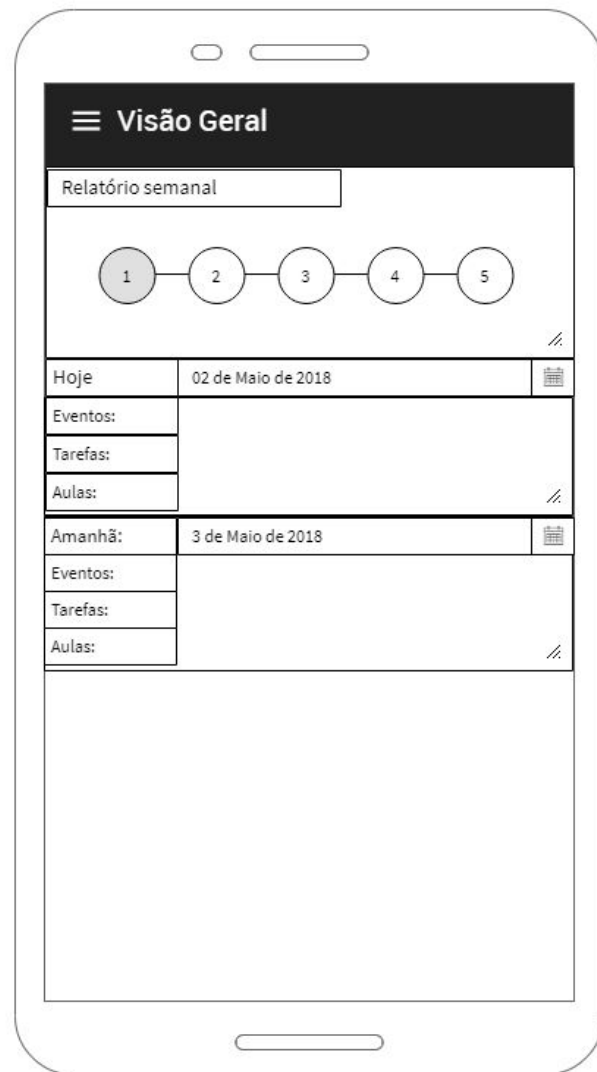 Visão Geral
Relatório semanal
1 2 3 4 5
Hoje 02 de Maio de 2018
Eventos:
Tarefas:
Aulas:
Amanhã: 3 de Maio de 2018
Eventos:
Tarefas:
Aulas: